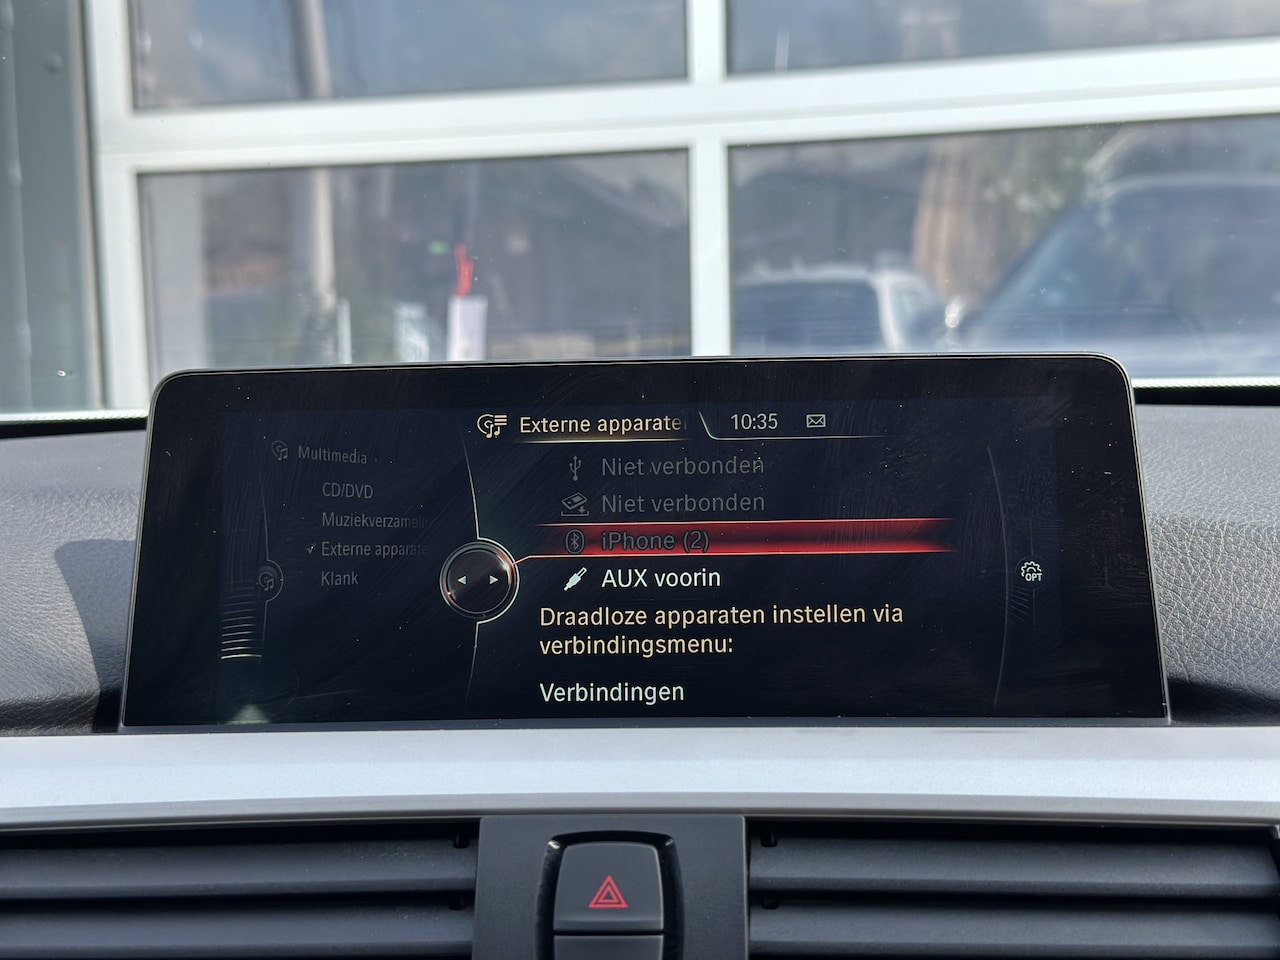 Externe apparate
10:35
Multimedia
CD/DVD
Muziekverzameli
Externe apparate
Klank
Niet verbonden
Niet verbonden
iPhone (2)
AUX voorin
Draadloze apparaten instellen via
verbindingsmenu:
Verbindingen
OPT